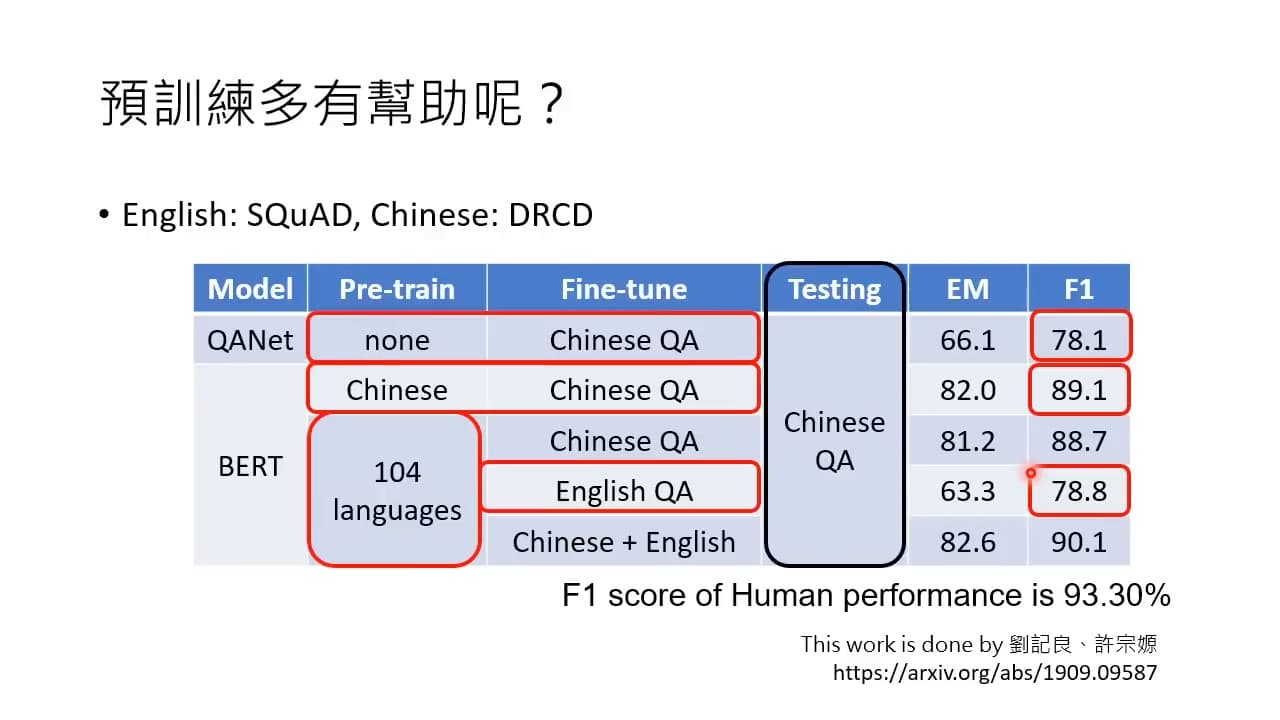 預訓練多有幫助呢？
• English: SQuAD, Chinese: DRCD
Model Pre-train Fine-tune Testing EM F1
QANet none Chinese QA 66.1 78.1
Chinese Chinese QA 82.0 89.1
Chinese QA 81.2 88.7
BERT
104
languages
Chinese
QA
English QA 63.3 78.8
Chinese + English 82.6 90.1
F1 score of Human performance is 93.30%
This work is done by 劉記良、許宗嫄
https://arxiv.org/abs/1909.09587